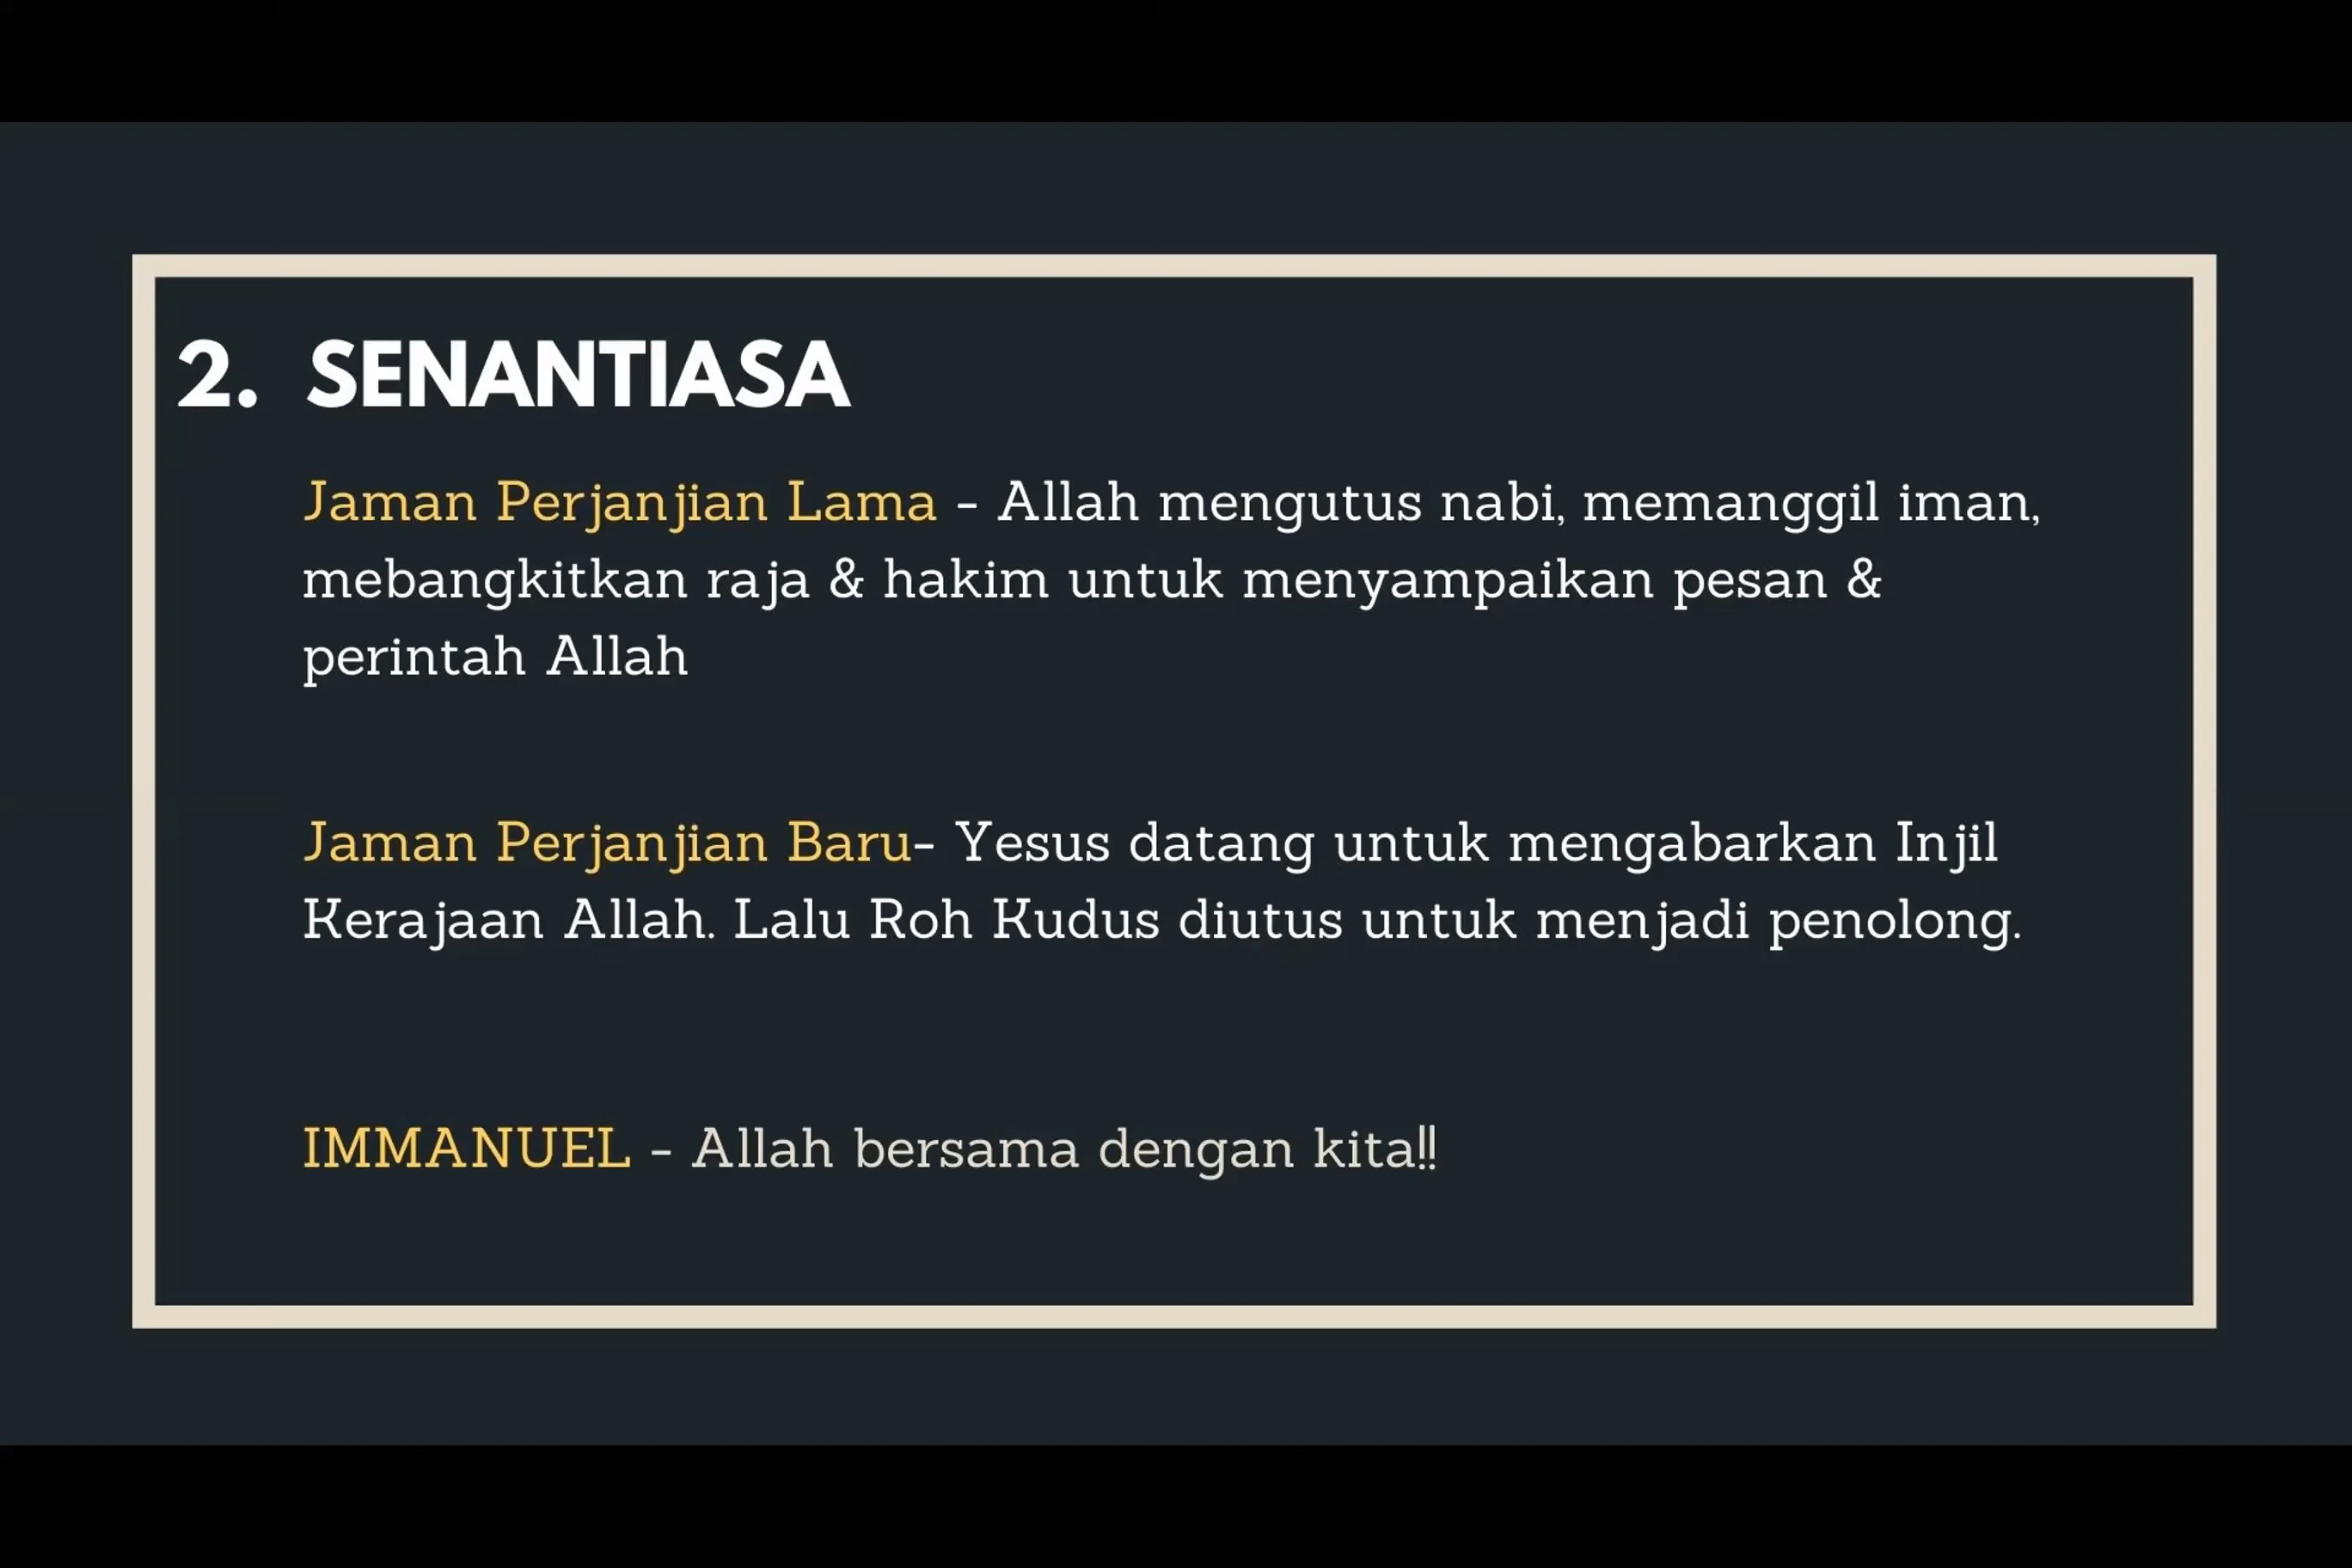 2. SENANTIASA
Jaman Perjanjian Lama - Allah mengutus nabi, memanggil iman,
mebangkitkan raja & hakim untuk menyampaikan pesan &
perintah Allah
Jaman Perjanjian Baru- Yesus datang untuk mengabarkan Injil
Kerajaan Allah. Lalu Roh Kudus diutus untuk menjadi penolong.
IMMANUEL - Allah bersama dengan kita!!